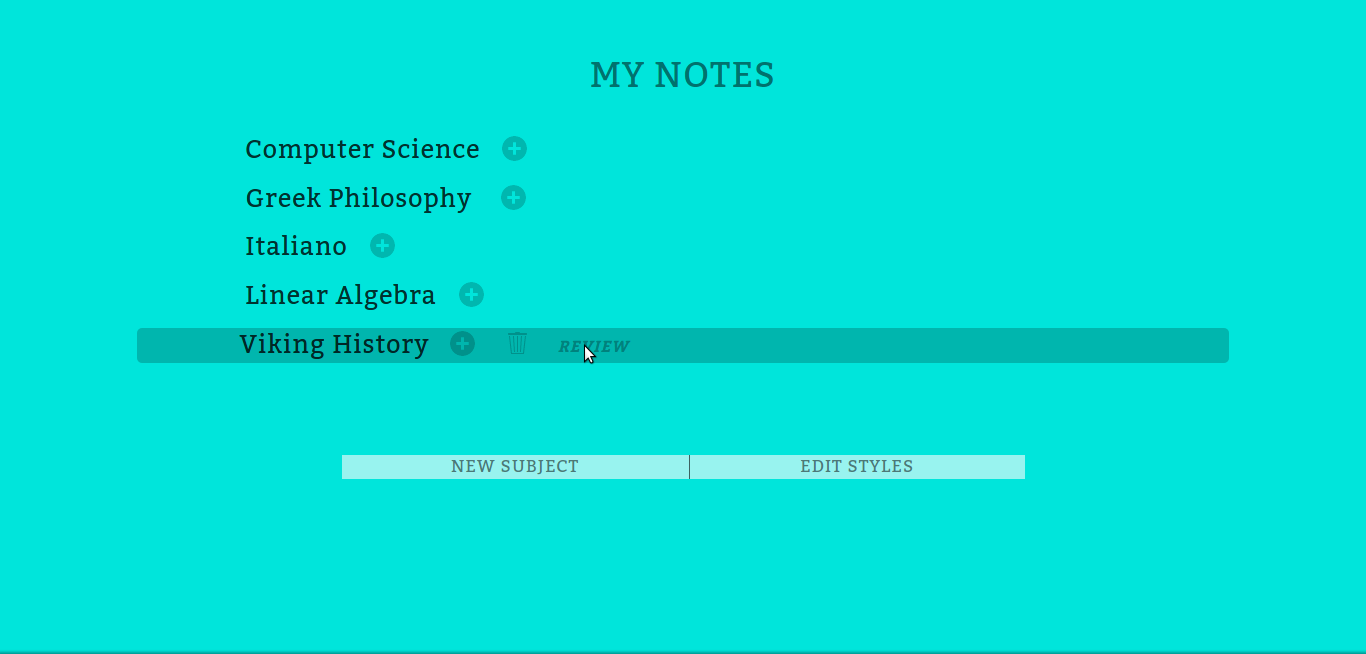 MY NOTES
Computer Science
Greek Philosophy
Italiano
Linear Algebra
Viking History REVIEW
NEW SUBJECT EDIT STYLES